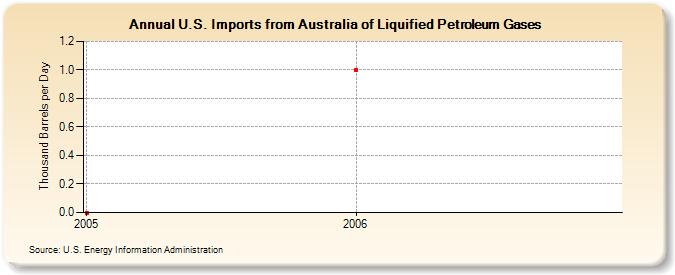 Annual U.S. Imports from Australia of Liquified Petroleum Gases
Thousand Barrels per Day
1.2
1.0
0.8
0.6
0.4
0.2
0.0
2005 2006
Source: U.S. Energy Information Administration